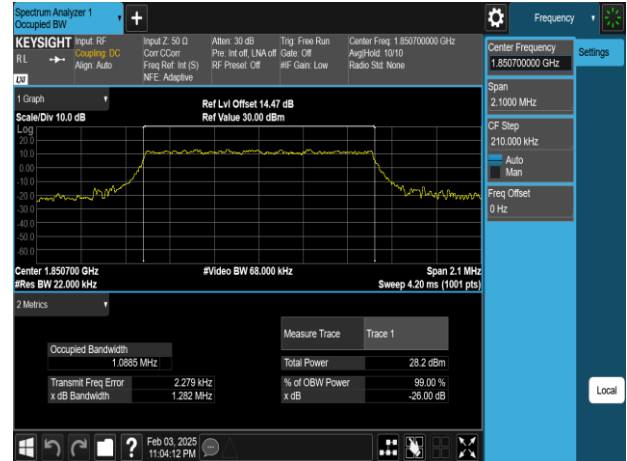 Spectrum Analyzer 1
Occupied BW
Frequency
KEYSIGHT Input: RF Input Z: 50 Ω Atten: 30 dB Trig: Free Run Center Freq: 1.850700000 GHz
RL Coupling: DC Corr CCorr Pre: Int off, LNA off Gate: Off Avg|Hold: 10/10
Align: Auto Freq Ref: Int (S) RF Preset: Off #IF Gain: Low Radio Std: None
NFE: Adaptive
LXI
Center Frequency
1.850700000 GHz
Settings
Span
2.1000 MHz
CF Step
210.000 kHz
Auto
Man
Freq Offset
0 Hz
Local
1 Graph
Ref Lvl Offset 14.47 dB
Scale/Div 10.0 dB Ref Value 30.00 dBm
Log
20.0
10.0
0.00
-10.0
-20.0
-30.0
-40.0
-50.0
-60.0
Center 1.850700 GHz #Video BW 68.000 kHz Span 2.1 MHz
#Res BW 22.000 kHz Sweep 4.20 ms (1001 pts)
2 Metrics
Measure Trace Trace 1
Occupied Bandwidth
1.0885 MHz
Total Power 28.2 dBm
Transmit Freq Error 2.279 kHz % of OBW Power 99.00 %
x dB Bandwidth 1.282 MHz x dB -26.00 dB
Feb 03, 2025
11:04:12 PM